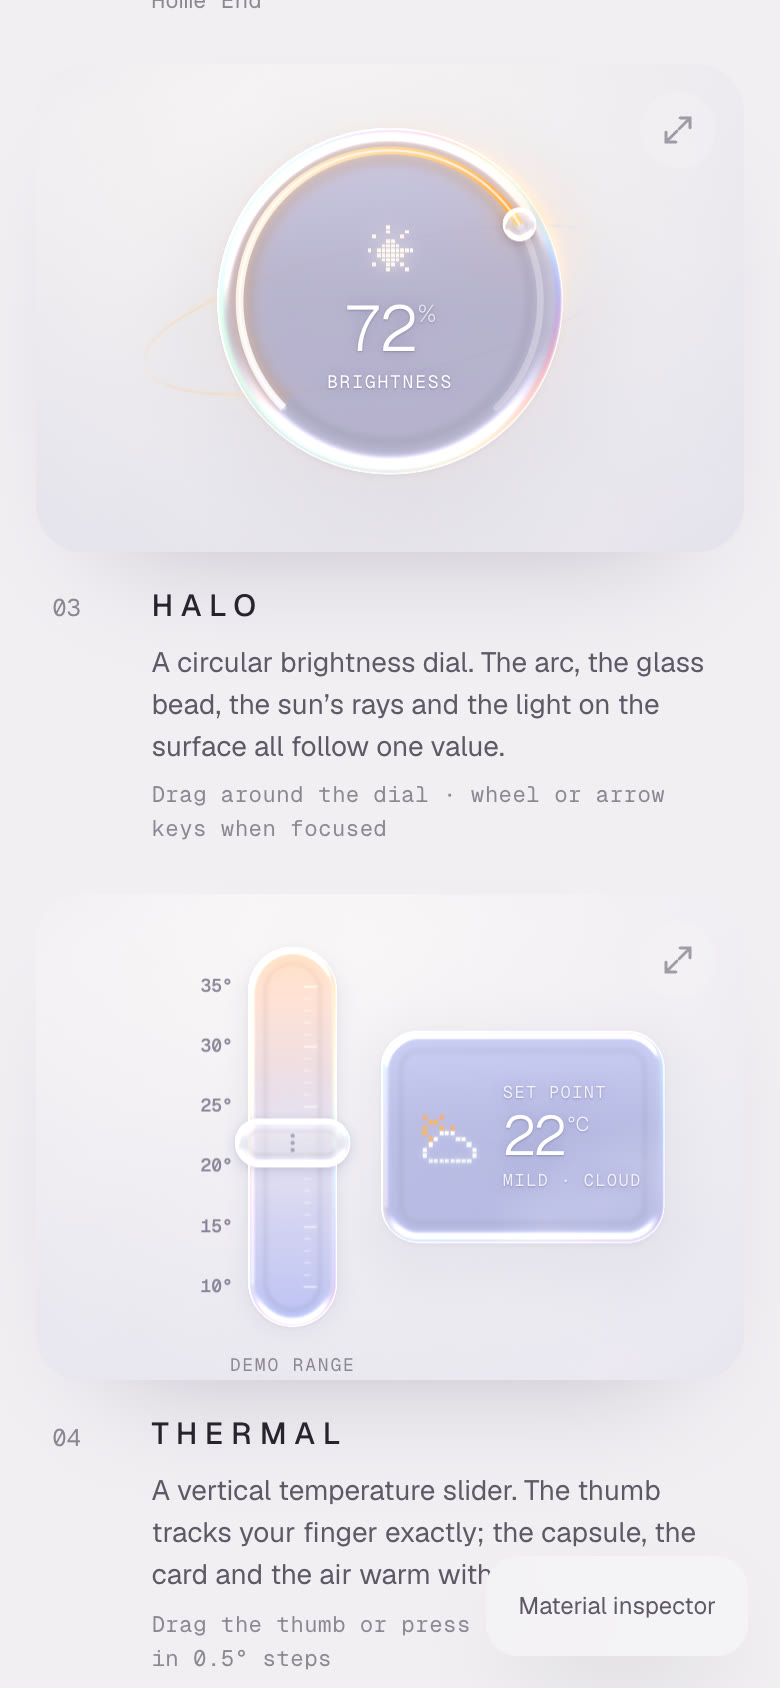 Home End
72%
BRIGHTNESS
03
HALO
A circular brightness dial. The arc, the glass
bead, the sun’s rays and the light on the
surface all follow one value.
Drag around the dial · wheel or arrow
keys when focused
35°
30°
25°
20°
15°
10°
SET POINT
22°C
MILD · CLOUD
DEMO RANGE
04
THERMAL
A vertical temperature slider. The thumb
tracks your finger exactly; the capsule, the
card and the air warm with
Drag the thumb or press
in 0.5° steps
Material inspector